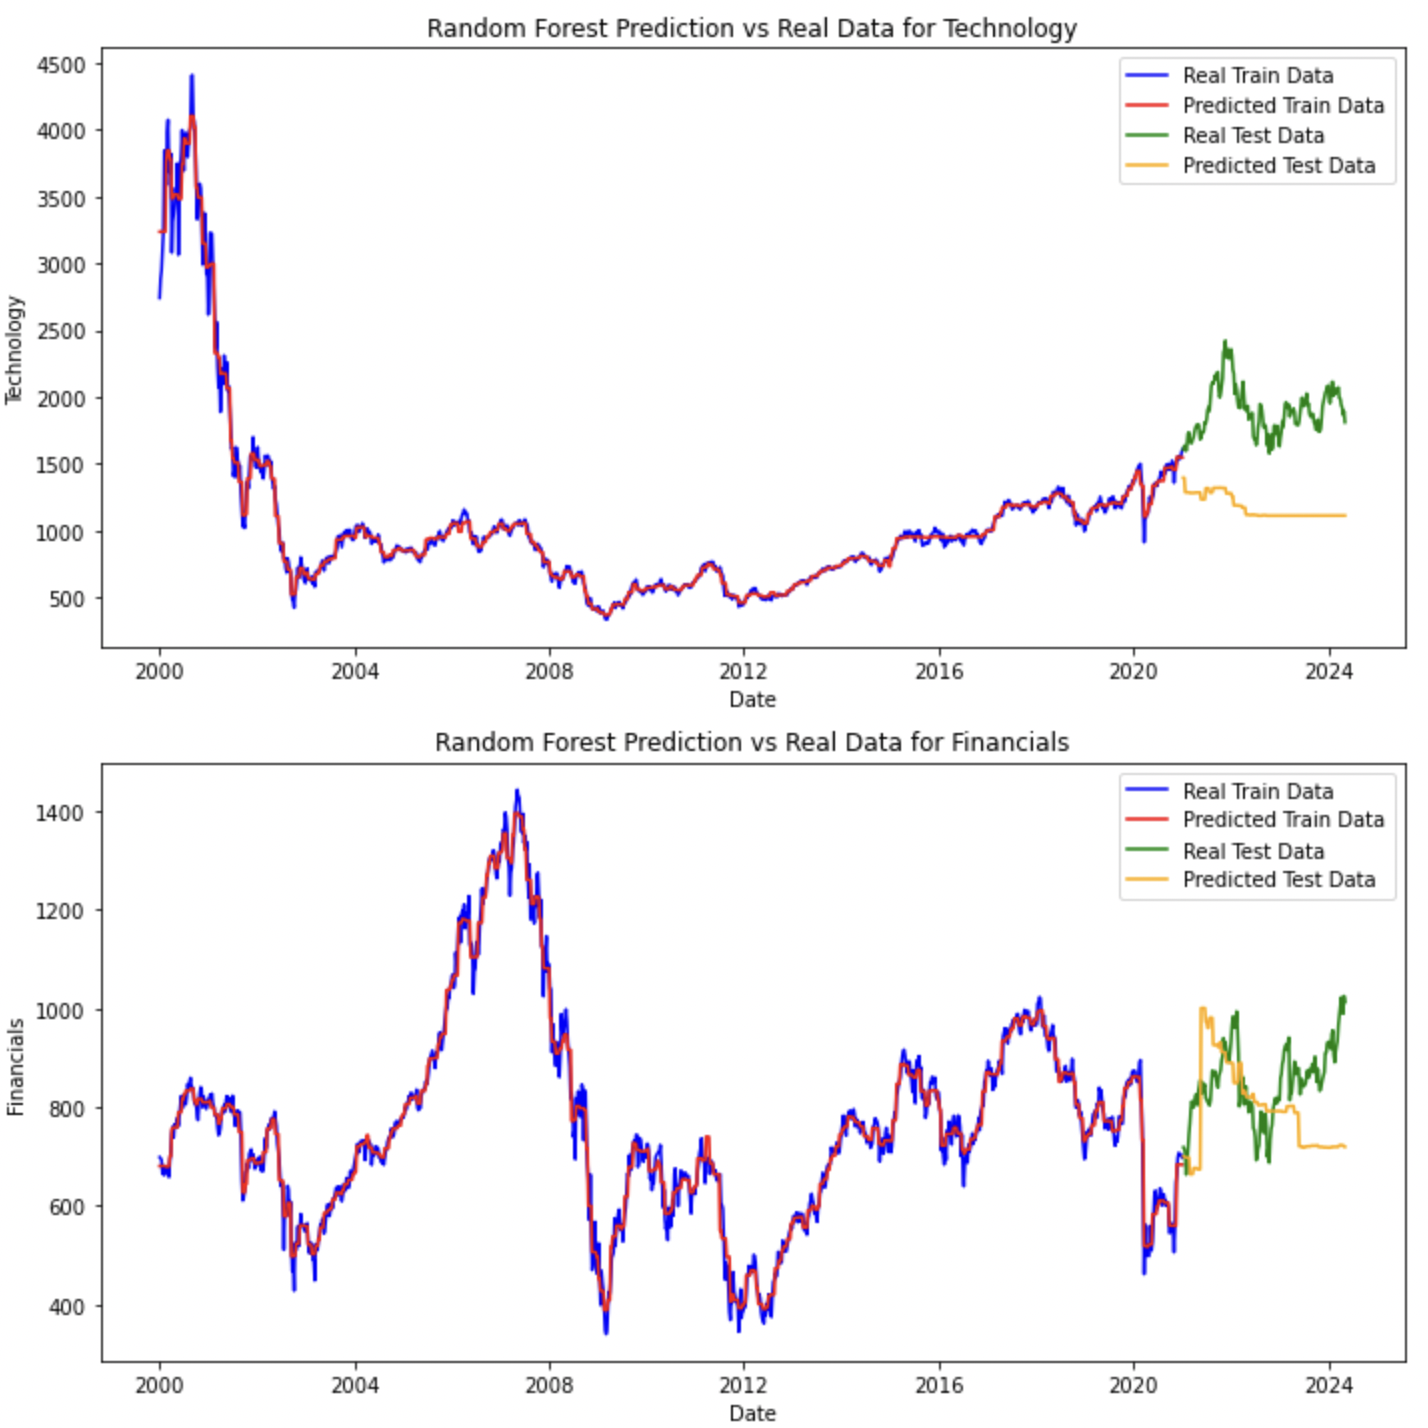 Random Forest Prediction vs Real Data for Technology
Real Train Data
Predicted Train Data
Real Test Data
Predicted Test Data
4500
4000
3500
3000
2500
2000
1500
1000
500
Technology
2000 2004 2008 2012 2016 2020 2024
Date
Random Forest Prediction vs Real Data for Financials
Real Train Data
Predicted Train Data
Real Test Data
Predicted Test Data
1400
1200
1000
800
600
400
Financials
2000 2004 2008 2012 2016 2020 2024
Date